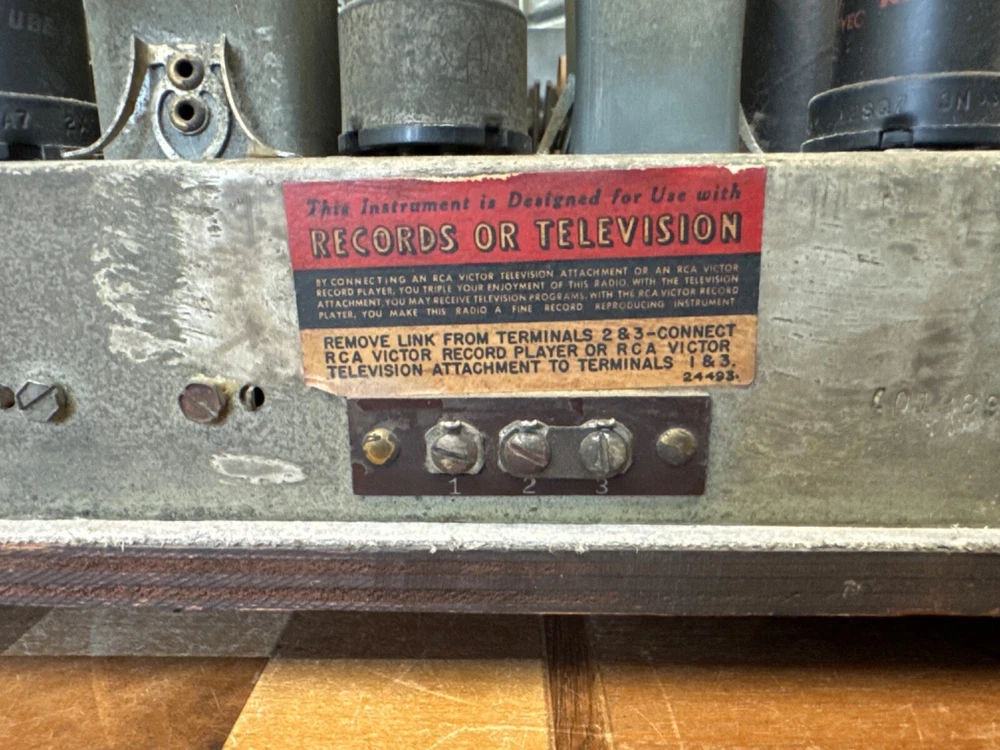 This Instrument is Designed for Use with
RECORDS OR TELEVISION
BY CONNECTING AN RCA VICTOR TELEVISION ATTACHMENT OR AN RCA VICTOR
RECORD PLAYER, YOU TRIPLE YOUR ENJOYMENT OF THIS RADIO. WITH THE TELEVISION
ATTACHMENT, YOU MAY RECEIVE TELEVISION PROGRAMS. WITH THE RCA VICTOR RECORD
PLAYER, YOU MAKE THIS RADIO A FINE RECORD REPRODUCING INSTRUMENT
REMOVE LINK FROM TERMINALS 2 & 3-CONNECT
RCA VICTOR RECORD PLAYER OR RCA VICTOR
TELEVISION ATTACHMENT TO TERMINALS 1 & 3.
24493.
1 2 3